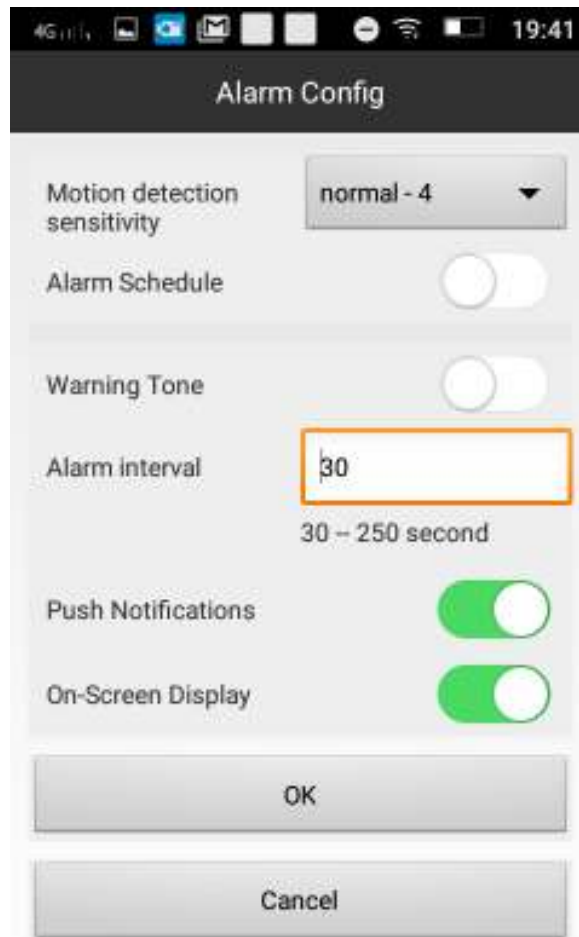 4G 19:41
Alarm Config
Motion detection
sensitivity
normal - 4
Alarm Schedule
Warning Tone
Alarm interval
30
30 – 250 second
Push Notifications
On-Screen Display
OK
Cancel